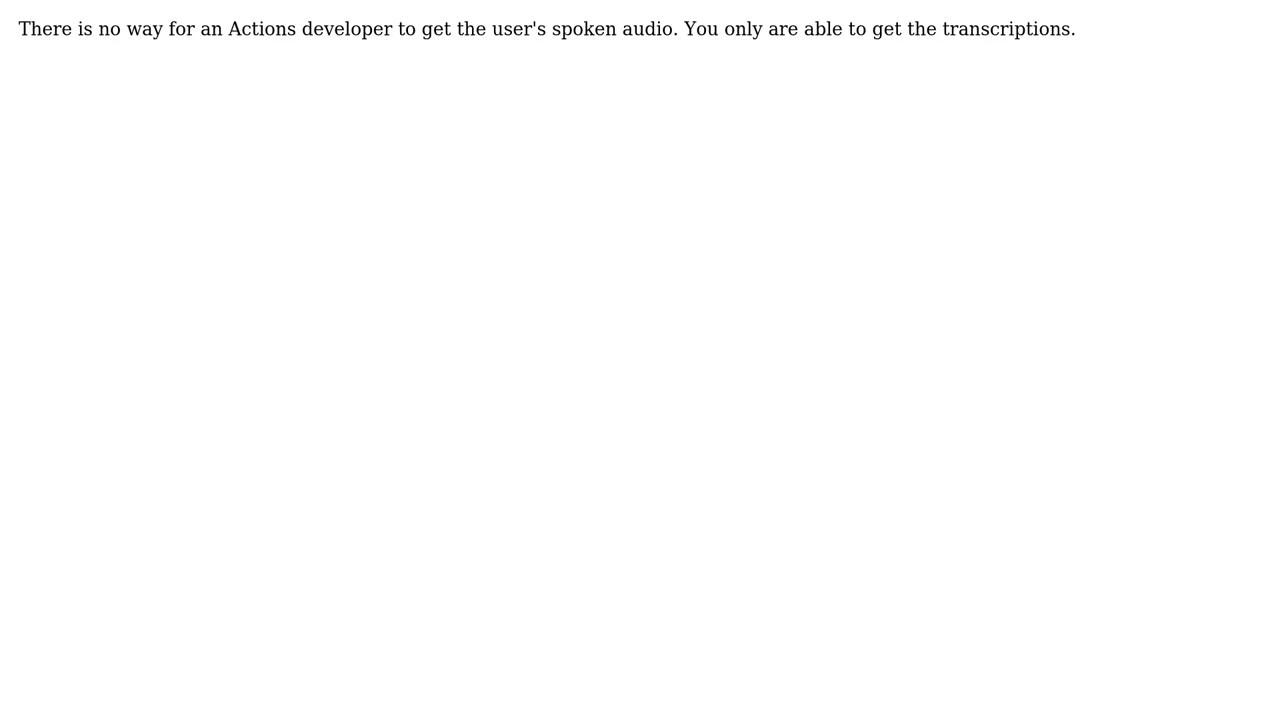 There is no way for an Actions developer to get the user's spoken audio. You only are able to get the transcriptions.